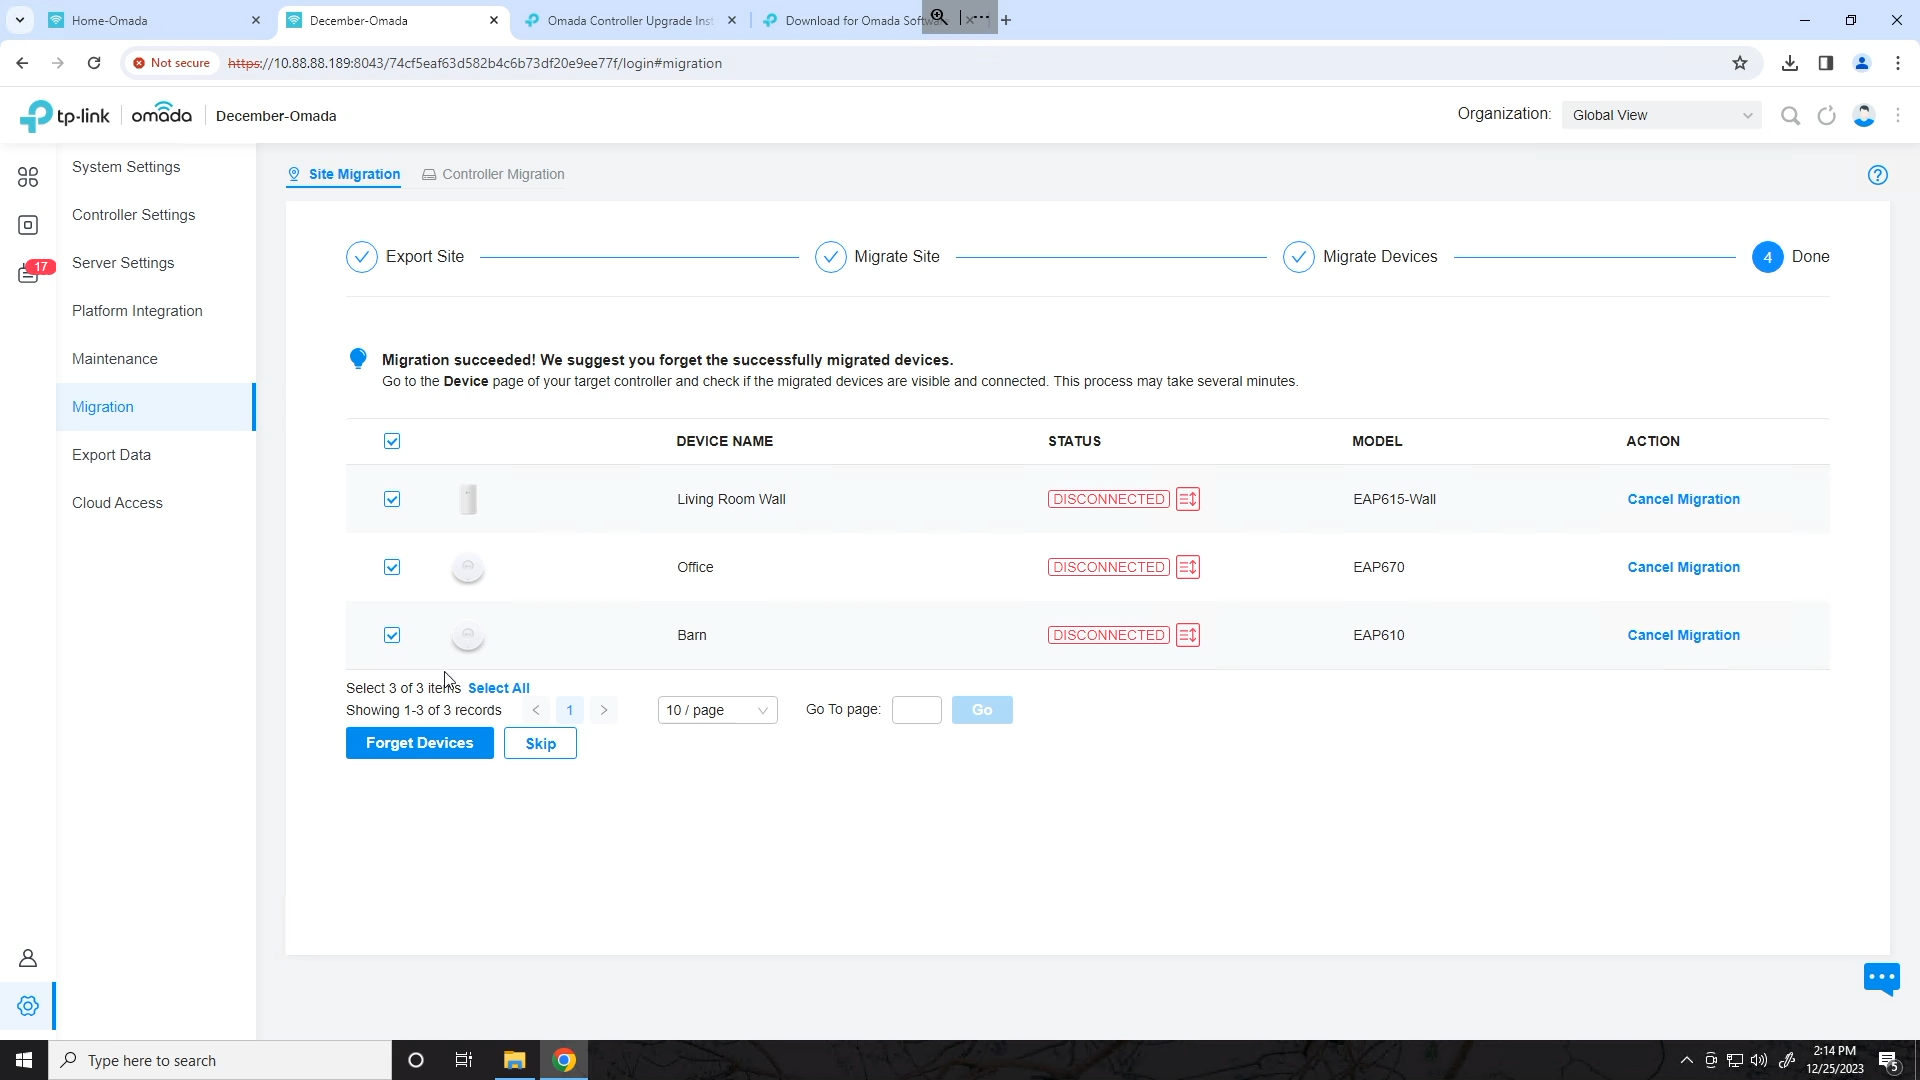 Home-Omada
December-Omada
Omada Controller Upgrade Inst
Download for Omada Softw
Not secure
https://10.88.88.189:8043/74cf5eaf63d582b4c6b73df20e9ee77f/login#migration
tp-link
omada
December-Omada
Organization:
Global View
System Settings
Controller Settings
Server Settings
17
Platform Integration
Maintenance
Migration
Export Data
Cloud Access
Site Migration
Controller Migration
Export Site
Migrate Site
Migrate Devices
4
Done
Migration succeeded! We suggest you forget the successfully migrated devices.
Go to the Device page of your target controller and check if the migrated devices are visible and connected. This process may take several minutes.
DEVICE NAME STATUS MODEL ACTION
Living Room Wall DISCONNECTED EAP615-Wall Cancel Migration
Office DISCONNECTED EAP670 Cancel Migration
Barn DISCONNECTED EAP610 Cancel Migration
Select 3 of 3 items Select All
Showing 1-3 of 3 records < 1 > 10 / page Go To page: Go
Forget Devices Skip
Type here to search
2:14 PM
12/25/2023
5